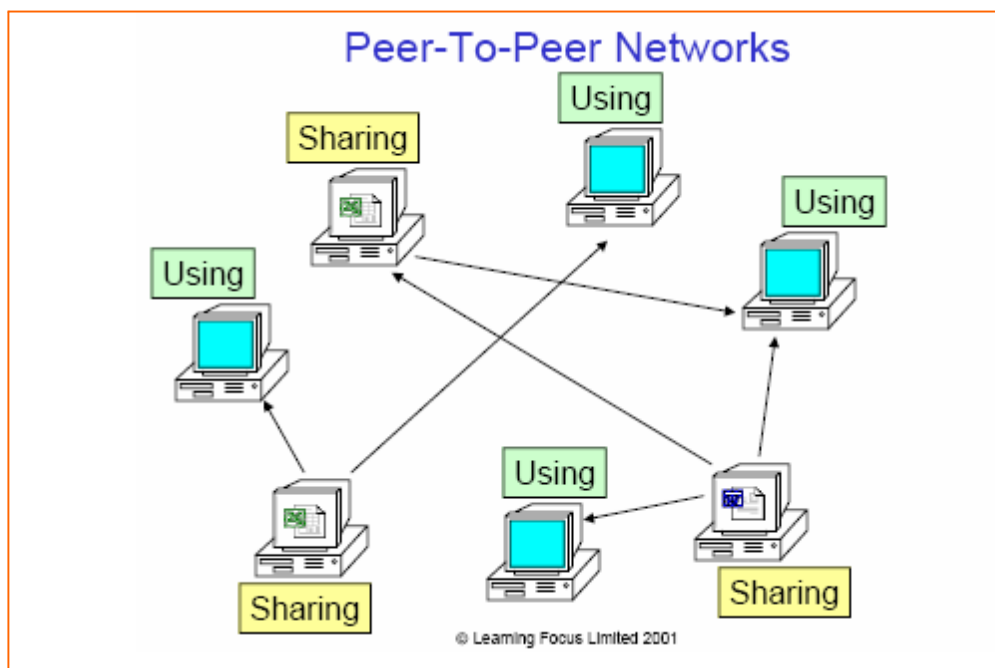 Peer-To-Peer Networks
Using
Sharing
Using
Using
Using
Sharing
Sharing
© Learning Focus Limited 2001